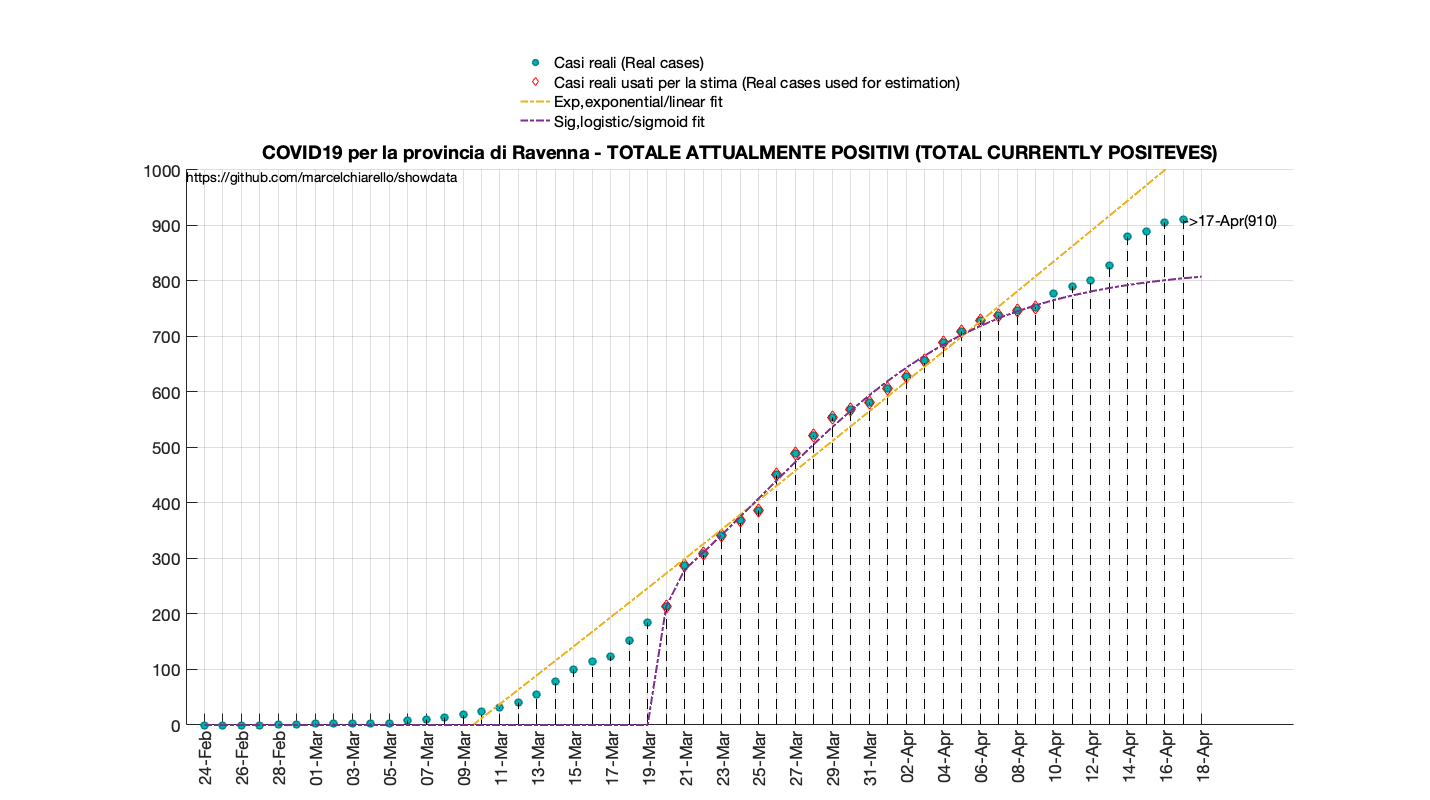 Casi reali (Real cases)
Casi reali usati per la stima (Real cases used for estimation)
Exp,exponential/linear fit
Sig,logistic/sigmoid fit
COVID19 per la provincia di Ravenna - TOTALE ATTUALMENTE POSITIVI (TOTAL CURRENTLY POSITEVES)
https://github.com/marcelchiarello/showdata
1000
900
800
700
600
500
400
300
200
100
0
->17-Apr(910)
24-Feb
26-Feb
28-Feb
01-Mar
03-Mar
05-Mar
07-Mar
09-Mar
11-Mar
13-Mar
15-Mar
17-Mar
19-Mar
21-Mar
23-Mar
25-Mar
27-Mar
29-Mar
31-Mar
02-Apr
04-Apr
06-Apr
08-Apr
10-Apr
12-Apr
14-Apr
16-Apr
18-Apr